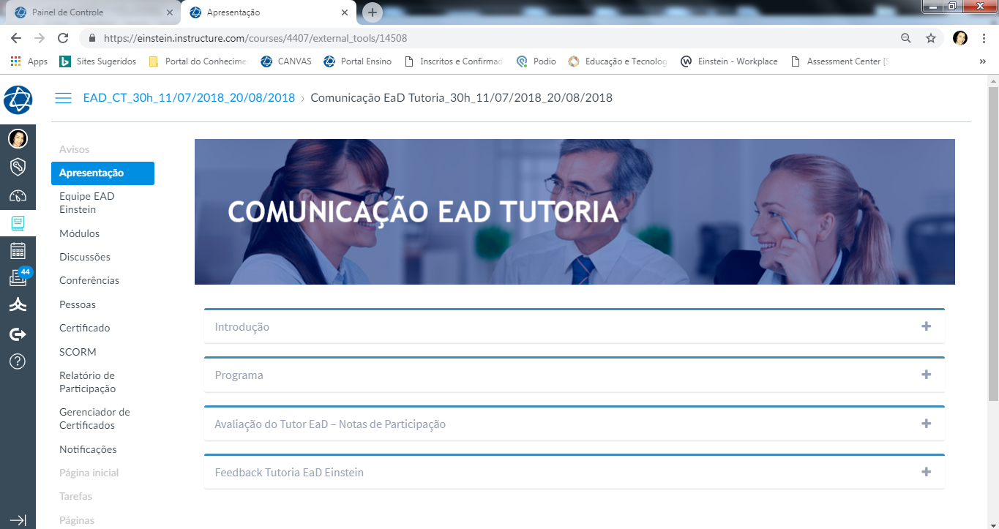 Painel de Controle
Apresentação
https://einstein.instructure.com/courses/4407/external_tools/14508
Apps
Sites Sugeridos
Portal do Conhecime
CANVAS
Portal Ensino
Inscritos e Confirmad
Podio
Educação e Tecnolog
Einstein - Workplace
Assessment Center [S
»
EAD_CT_30h_11/07/2018_20/08/2018 › Comunicação EaD Tutoria_30h_11/07/2018_20/08/2018
44
Avisos
Apresentação
Equipe EAD
Einstein
Módulos
Discussões
Conferências
Pessoas
Certificado
SCORM
Relatório de
Participação
Gerenciador de
Certificados
Notificações
Página inicial
Tarefas
Páginas
COMUNICAÇÃO EAD TUTORIA
Introdução
Programa
Avaliação do Tutor EaD – Notas de Participação
Feedback Tutoria EaD Einstein